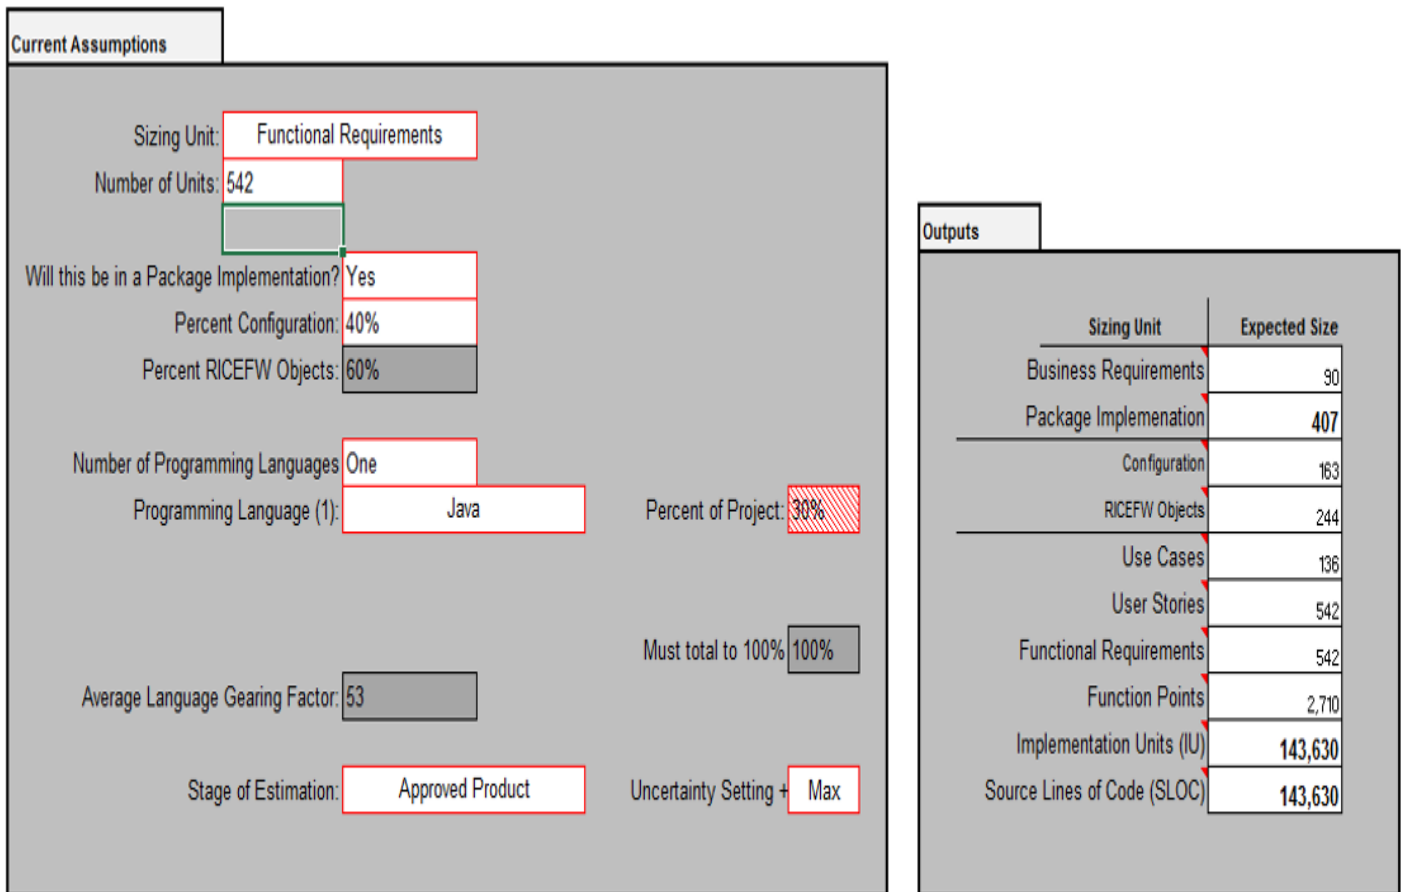 Current Assumptions
Sizing Unit: Functional Requirements
Number of Units: 542
Will this be in a Package Implementation? Yes
Percent Configuration: 40%
Percent RICEFW Objects: 60%
Number of Programming Languages One
Programming Language (1): Java Percent of Project: 30%
Must total to 100% 100%
Average Language Gearing Factor: 53
Stage of Estimation: Approved Product Uncertainty Setting + Max
Outputs
Sizing Unit Expected Size
Business Requirements 90
Package Implemenation 407
Configuration 163
RICEFW Objects 244
Use Cases 136
User Stories 542
Functional Requirements 542
Function Points 2,710
Implementation Units (IU) 143,630
Source Lines of Code (SLOC) 143,630